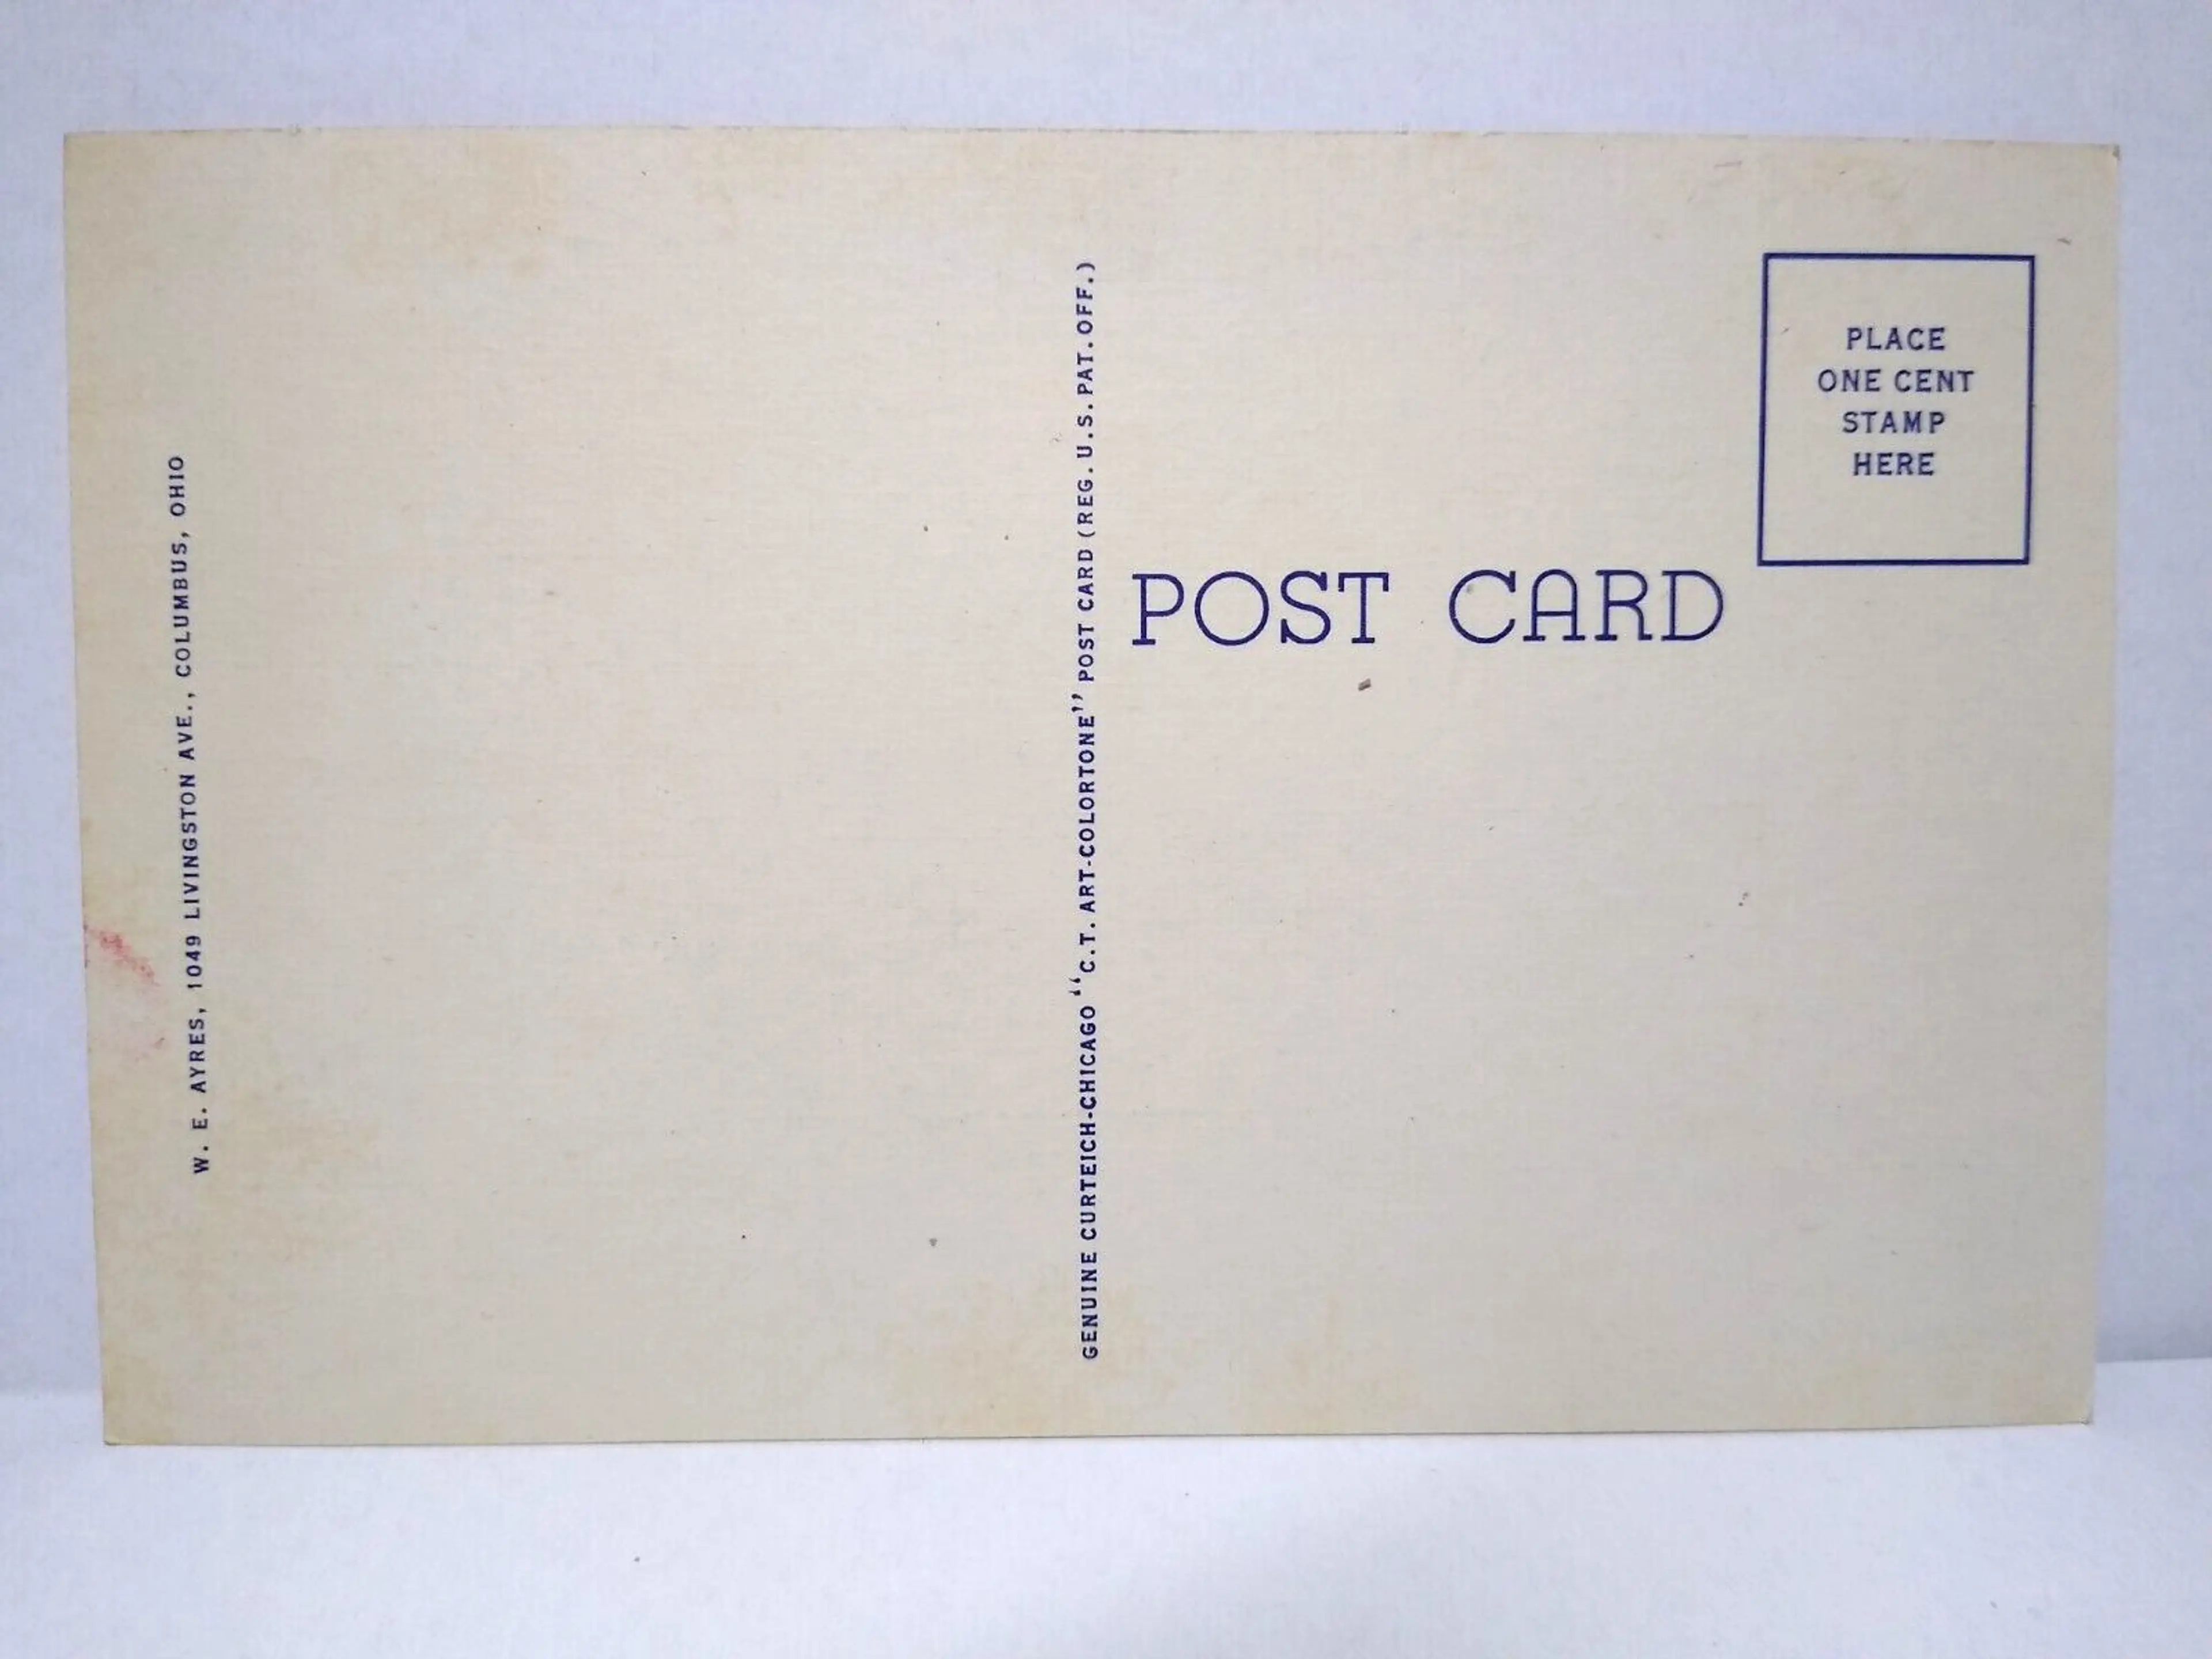 W. E. AYRES, 1049 LIVINGSTON AVE., COLUMBUS, OHIO
GENUINE CURTEICH-CHICAGO “C.T. ART-COLORTONE” POST CARD (REG. U.S. PAT. OFF.)
POST CARD
PLACE
ONE CENT
STAMP
HERE